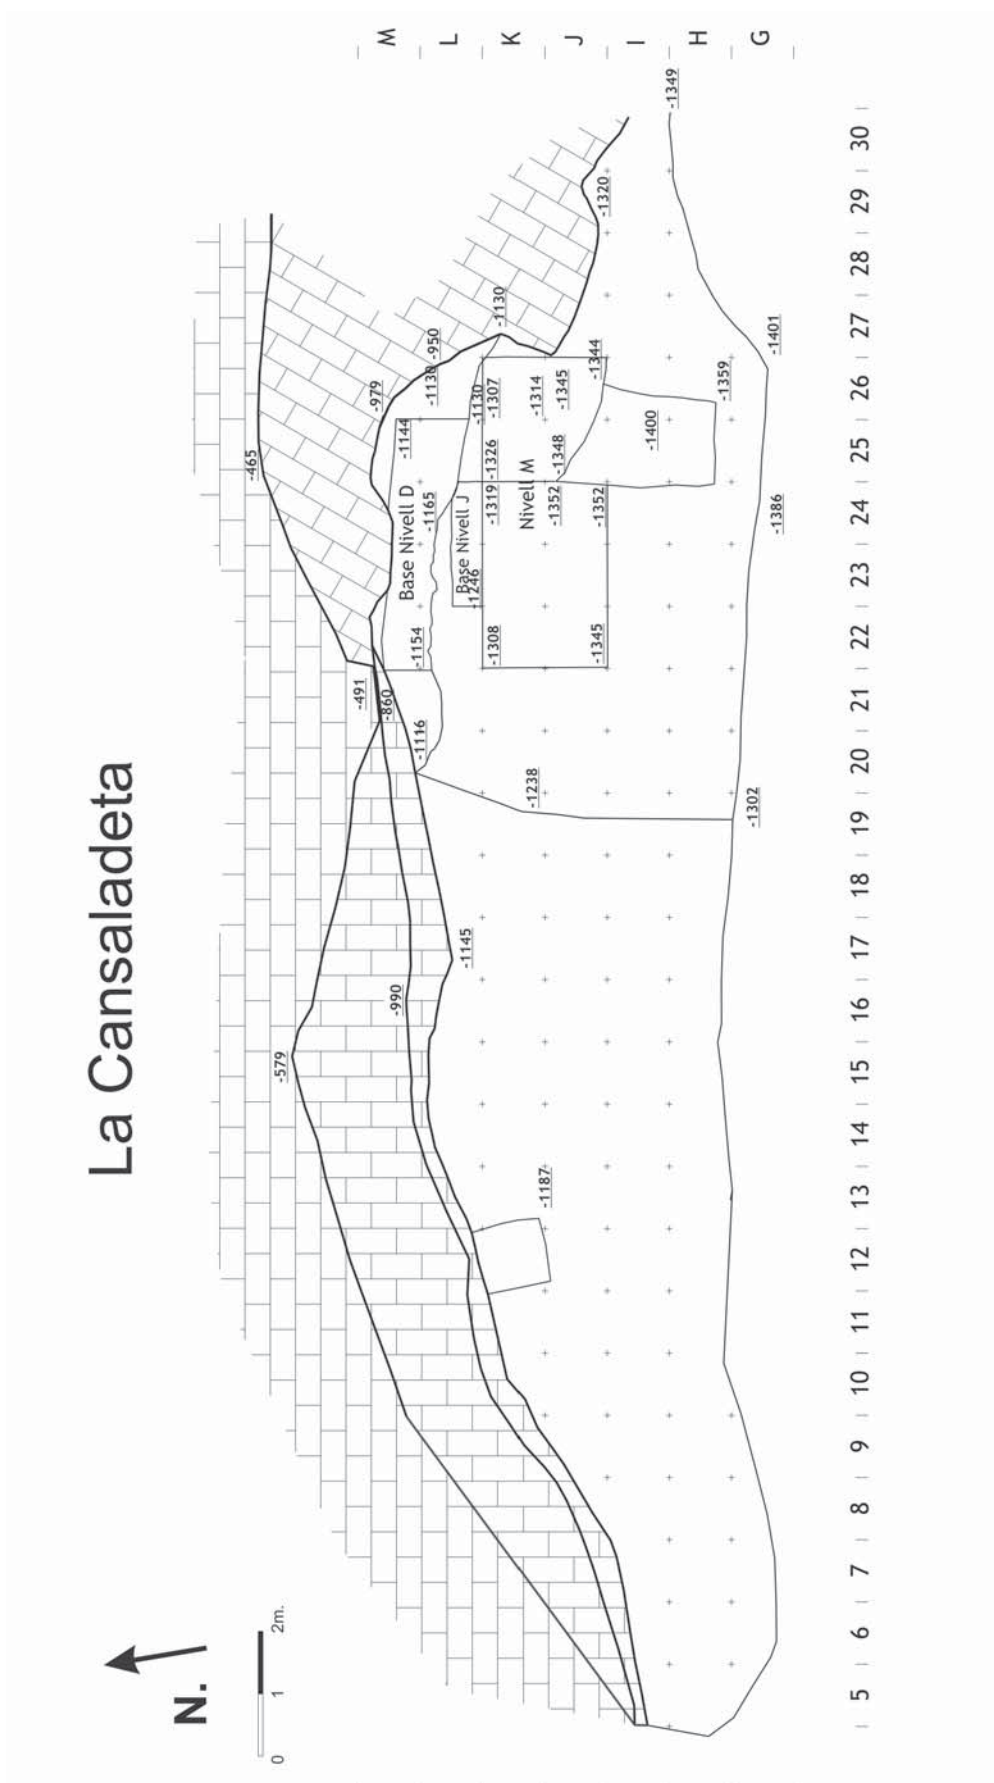 La Cansaladeta
N.
0 1 2m.
M
L
K
J
I
H
G
5 6 7 8 9 10 11 12 13 14 15 16 17 18 19 20 21 22 23 24 25 26 27 28 29 30
-465
-579
-491
-860
-979
-990
-950
-1130
-1130
-1130
-1144
Base Nivell D
-1154
-1165
-1116
-1145
Base Nivell J
-1246
-1308
-1319
-1326
-1307
Nivell M
-1238
-1187
-1314
-1352
-1348
-1345
-1345
-1352
-1344
-1320
-1400
-1349
-1359
-1302
-1386
-1401